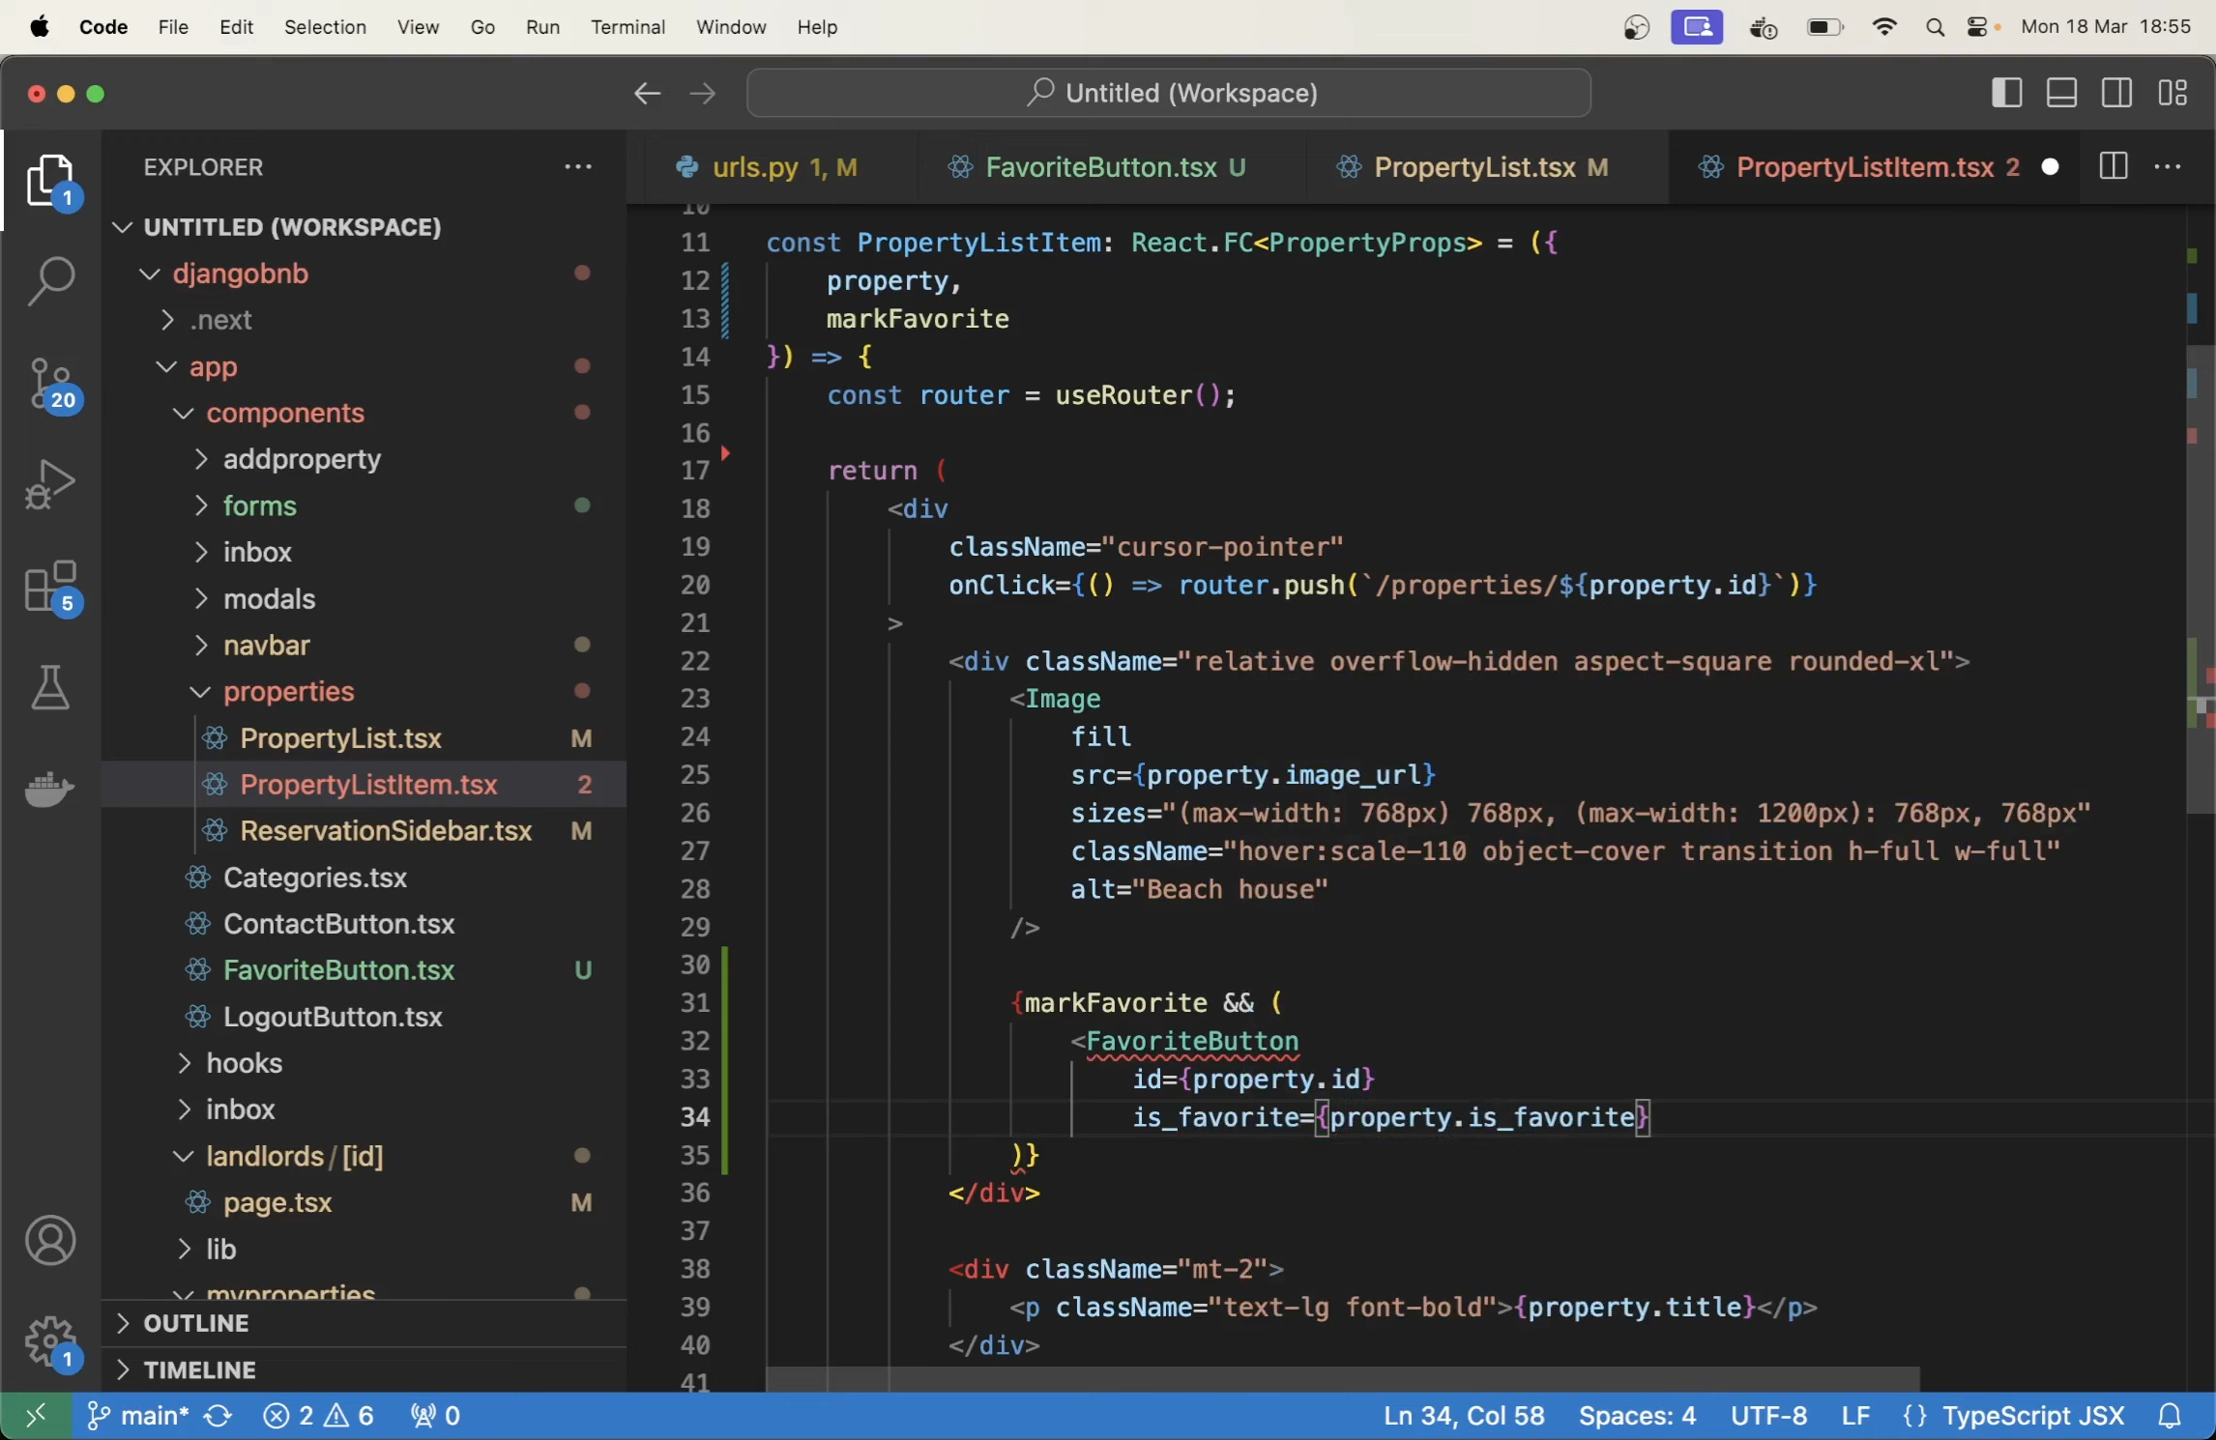 Code File Edit Selection View Go Run Terminal Window Help Mon 18 Mar 18:55
Untitled (Workspace)
EXPLORER
urls.py 1, M
FavoriteButton.tsx U
PropertyList.tsx M
PropertyListItem.tsx 2
1
20
5
1
UNTITLED (WORKSPACE)
djangobnb
.next
app
components
addproperty
forms
inbox
modals
navbar
properties
PropertyList.tsx M
PropertyListItem.tsx 2
ReservationSidebar.tsx M
Categories.tsx
ContactButton.tsx
FavoriteButton.tsx U
LogoutButton.tsx
hooks
inbox
landlords / [id]
page.tsx M
lib
myproperties
OUTLINE
TIMELINE
10
11 const PropertyListItem: React.FC<PropertyProps> = ({
12 property,
13 markFavorite
14 }) => {
15 const router = useRouter();
16
17 return (
18 <div
19 className="cursor-pointer"
20 onClick={() => router.push(`/properties/${property.id}`)}
21 >
22 <div className="relative overflow-hidden aspect-square rounded-xl">
23 <Image
24 fill
25 src={property.image_url}
26 sizes="(max-width: 768px) 768px, (max-width: 1200px): 768px, 768px"
27 className="hover:scale-110 object-cover transition h-full w-full"
28 alt="Beach house"
29 />
30
31 {markFavorite && (
32 <FavoriteButton
33 id={property.id}
34 is_favorite={property.is_favorite}
35 )}
36 </div>
37
38 <div className="mt-2">
39 <p className="text-lg font-bold">{property.title}</p>
40 </div>
41
main* 2 6 0 Ln 34, Col 58 Spaces: 4 UTF-8 LF {} TypeScript JSX